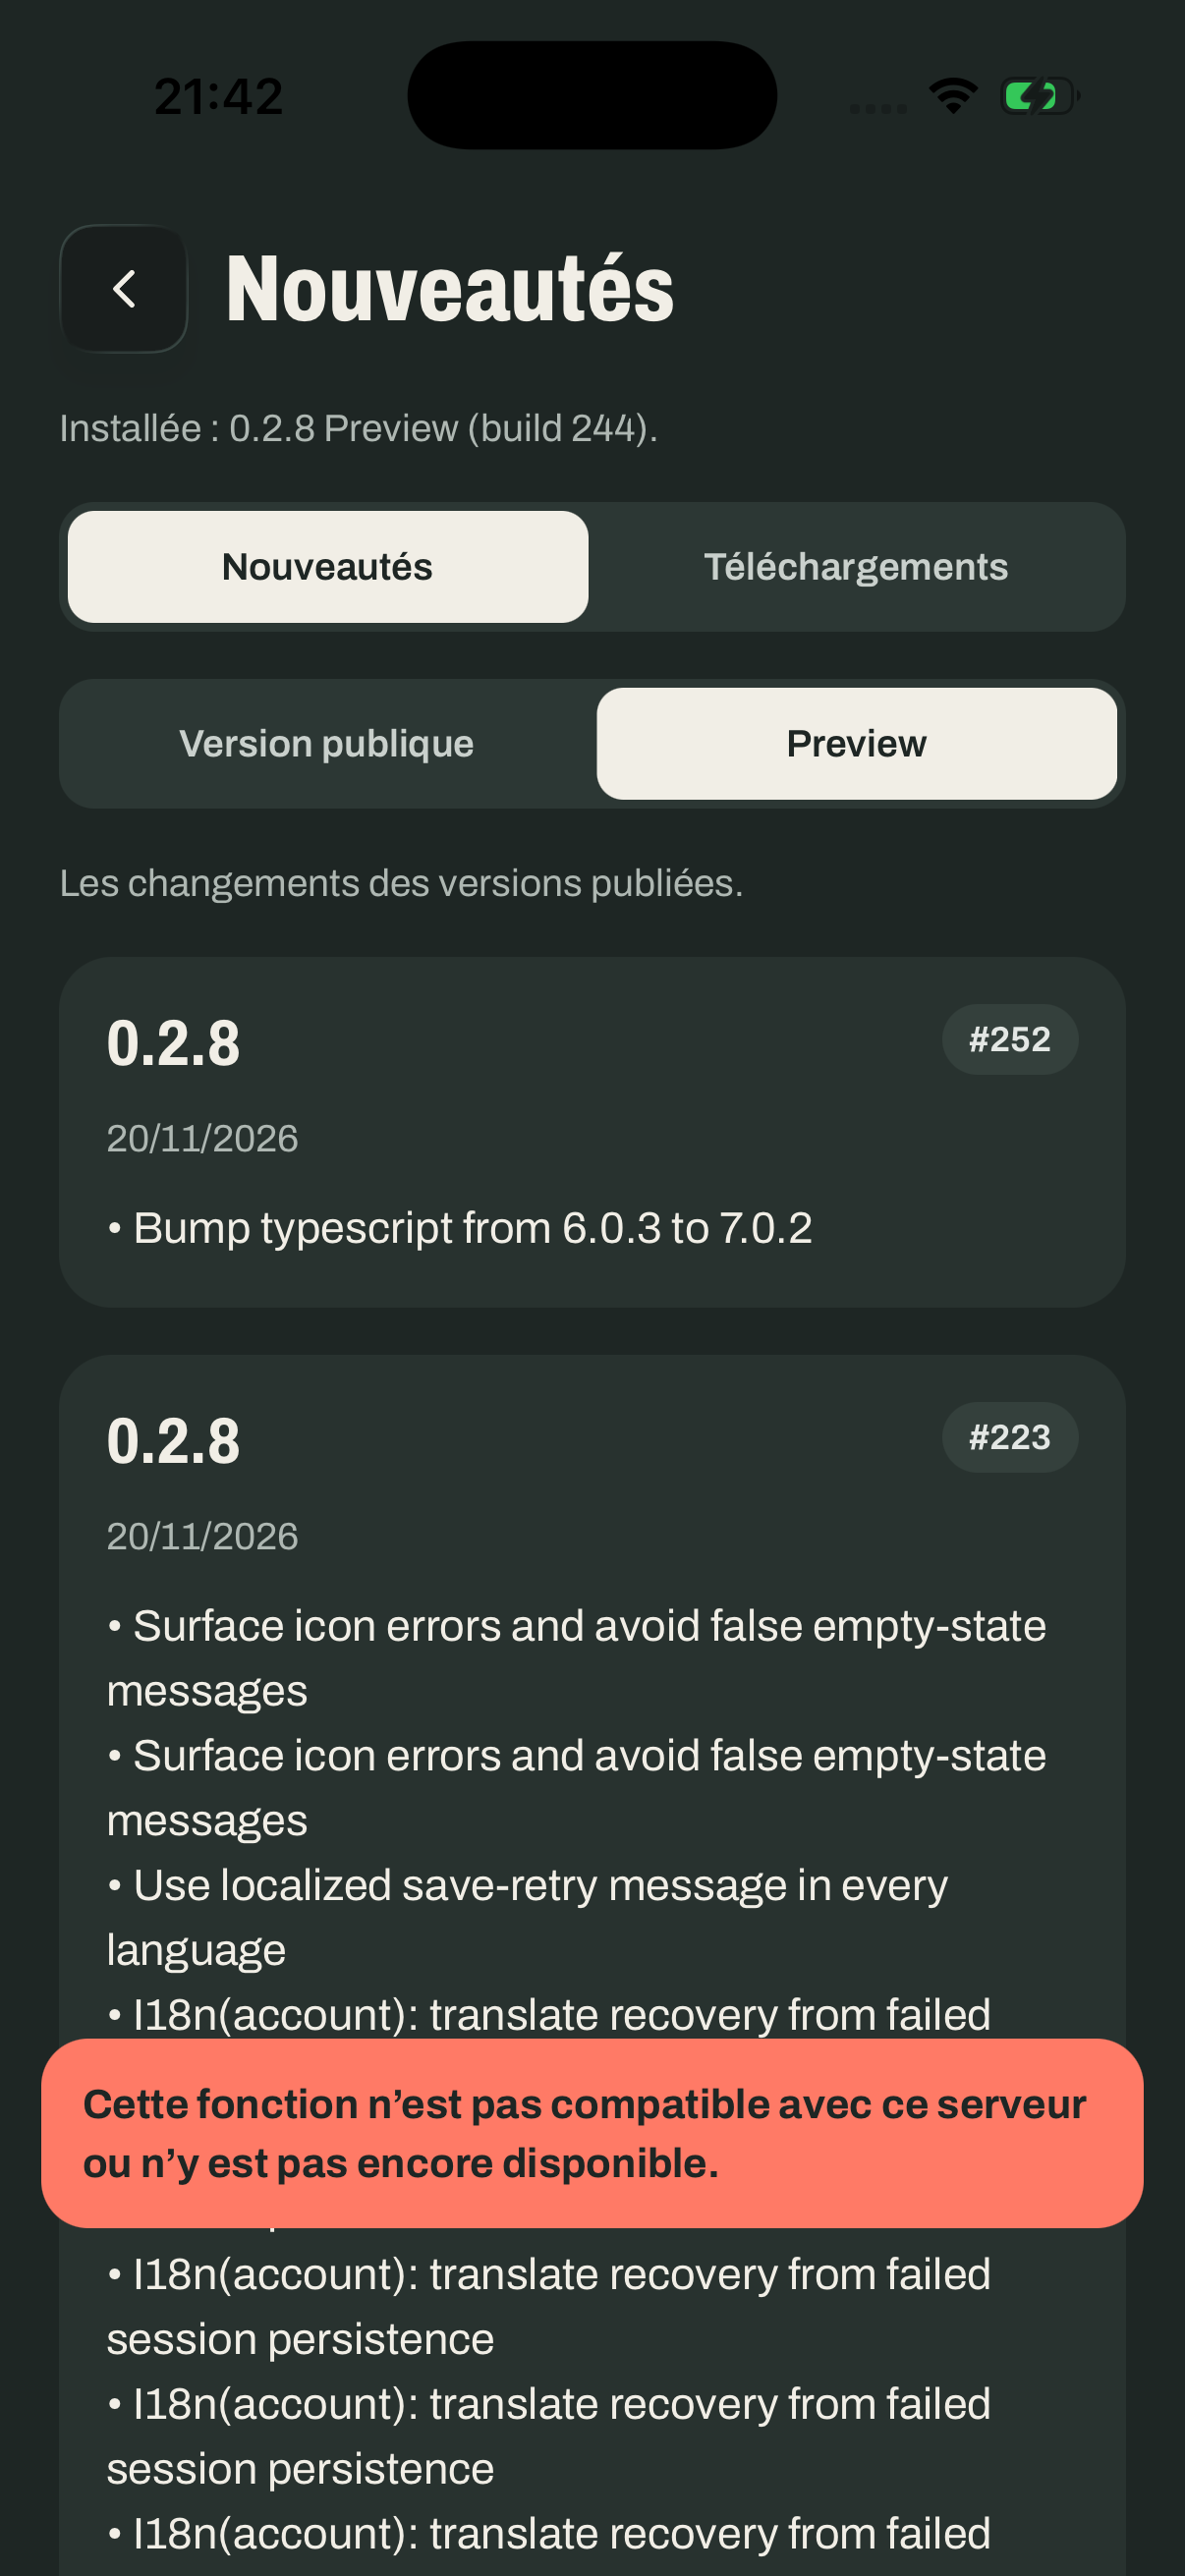 21:42
Nouveautés
Installée : 0.2.8 Preview (build 244).
Nouveautés
Téléchargements
Version publique
Preview
Les changements des versions publiées.
0.2.8
#252
20/11/2026
• Bump typescript from 6.0.3 to 7.0.2
0.2.8
#223
20/11/2026
• Surface icon errors and avoid false empty-state
messages
• Surface icon errors and avoid false empty-state
messages
• Use localized save-retry message in every
language
• I18n(account): translate recovery from failed
Cette fonction n’est pas compatible avec ce serveur
ou n’y est pas encore disponible.
• I18n(account): translate recovery from failed
session persistence
• I18n(account): translate recovery from failed
session persistence
• I18n(account): translate recovery from failed